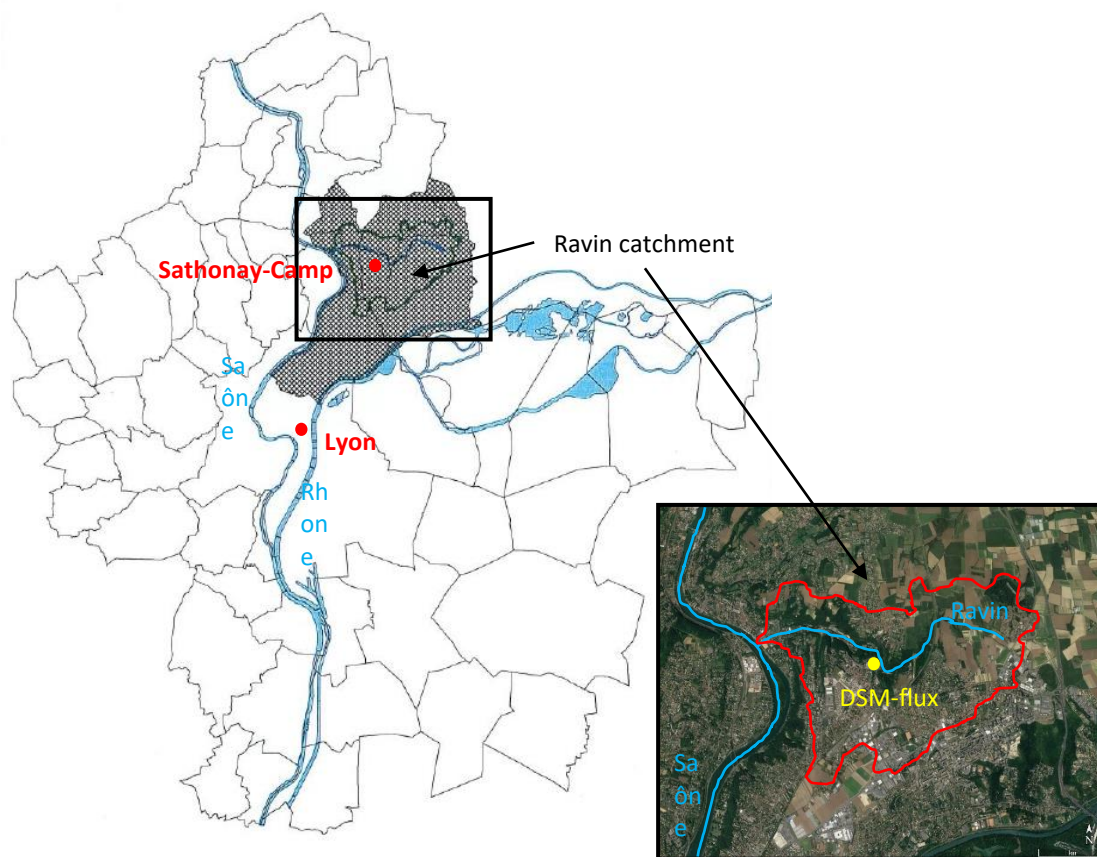 Ravin catchment
Sathonay-Camp
Sa
ôn
e
Lyon
Rh
on
e
Ravin
DSM-flux
Sa
ôn
e
N